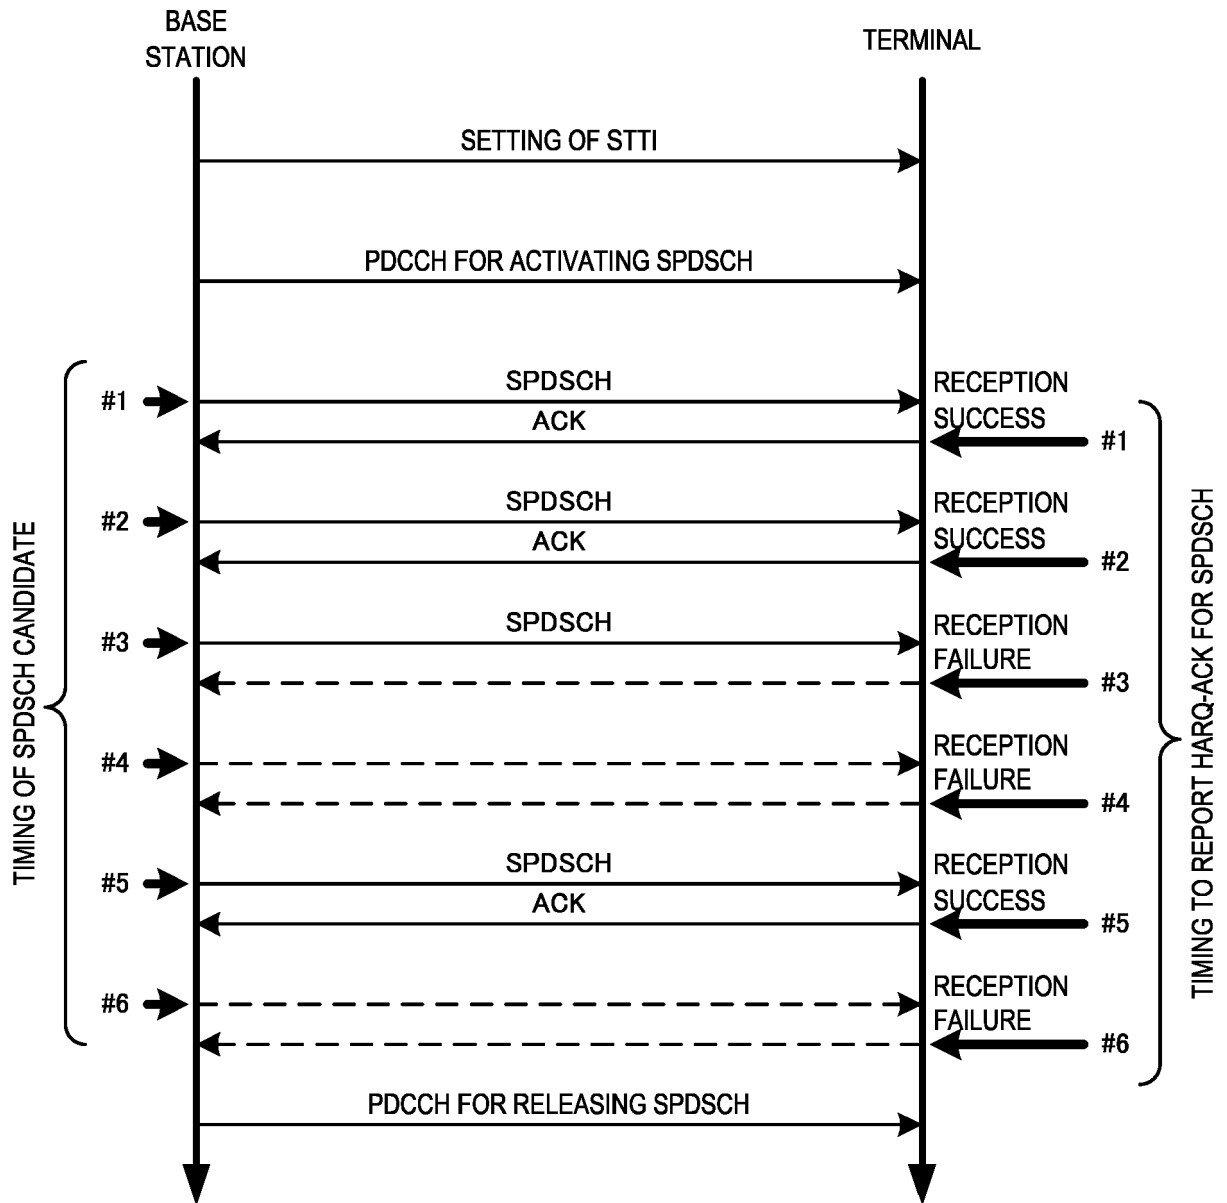 BASE
STATION
TERMINAL
SETTING OF STTI
PDCCH FOR ACTIVATING SPDSCH
TIMING OF SPDSCH CANDIDATE
#1
SPDSCH
ACK
RECEPTION
SUCCESS
#1
#2
SPDSCH
ACK
RECEPTION
SUCCESS
#2
#3
SPDSCH
RECEPTION
FAILURE
#3
#4
RECEPTION
FAILURE
#4
#5
SPDSCH
ACK
RECEPTION
SUCCESS
#5
#6
RECEPTION
FAILURE
#6
TIMING TO REPORT HARQ-ACK FOR SPDSCH
PDCCH FOR RELEASING SPDSCH